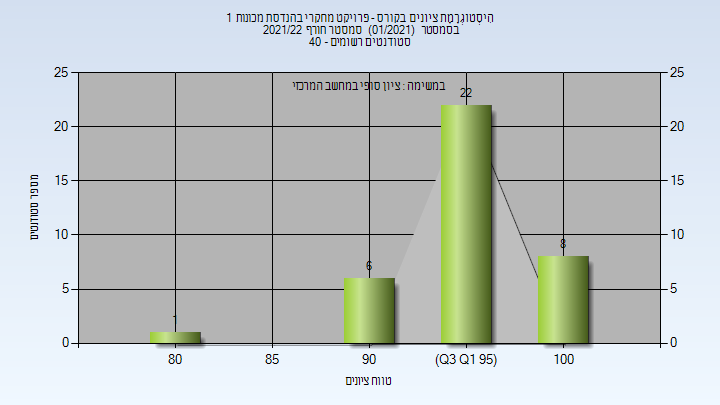 הִיסְטוֹגְרָמַת ציונים בקורס - פרויקט מחקרי בהנדסת מכונות 1
בסמסטר (01/2021) סמסטר חורף 2021/22
סטודנטים רשומים - 40
במשימה : ציון סופי במחשב המרכזי
25 25
20 20
15 15
10 10
5 5
0 0
מספר סטודנטים
1 6 22 8
80 85 90 (Q3 Q1 95) 100
טווח ציונים